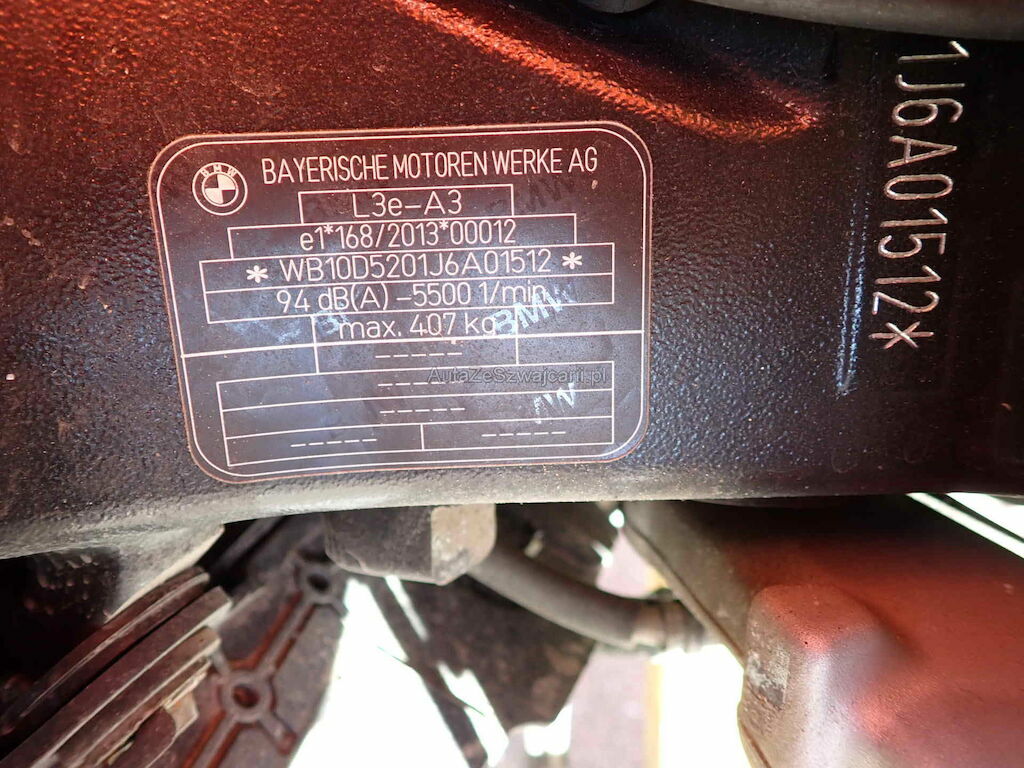 BMW
BAYERISCHE MOTOREN WERKE AG
L3e-A3
e1*168/2013*00012
* WB10D5201J6A01512 *
94 dB(A) -5500 1/min
max. 407 kg
BMW
-----
-----
AutaZeSzwajcarii.pl
-----
----- -----
1J6A01512*